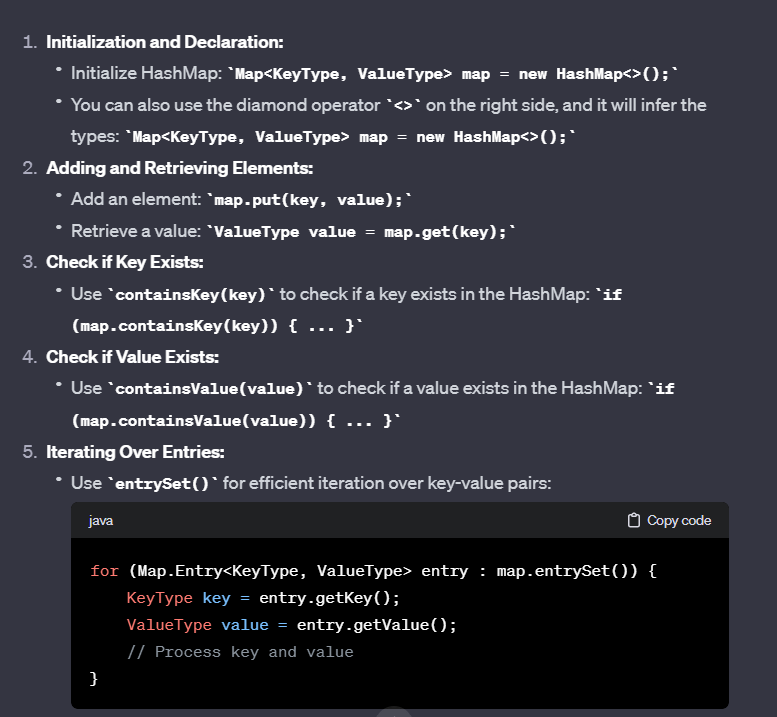 1. Initialization and Declaration:
• Initialize HashMap: `Map<KeyType, ValueType> map = new HashMap<>();`
• You can also use the diamond operator `<>` on the right side, and it will infer the
types: `Map<KeyType, ValueType> map = new HashMap<>();`
2. Adding and Retrieving Elements:
• Add an element: `map.put(key, value);`
• Retrieve a value: `ValueType value = map.get(key);`
3. Check if Key Exists:
• Use `containsKey(key)` to check if a key exists in the HashMap: `if
(map.containsKey(key)) { ... }`
4. Check if Value Exists:
• Use `containsValue(value)` to check if a value exists in the HashMap: `if
(map.containsValue(value)) { ... }`
5. Iterating Over Entries:
• Use `entrySet()` for efficient iteration over key-value pairs:
java Copy code
for (Map.Entry<KeyType, ValueType> entry : map.entrySet()) {
    KeyType key = entry.getKey();
    ValueType value = entry.getValue();
    // Process key and value
}